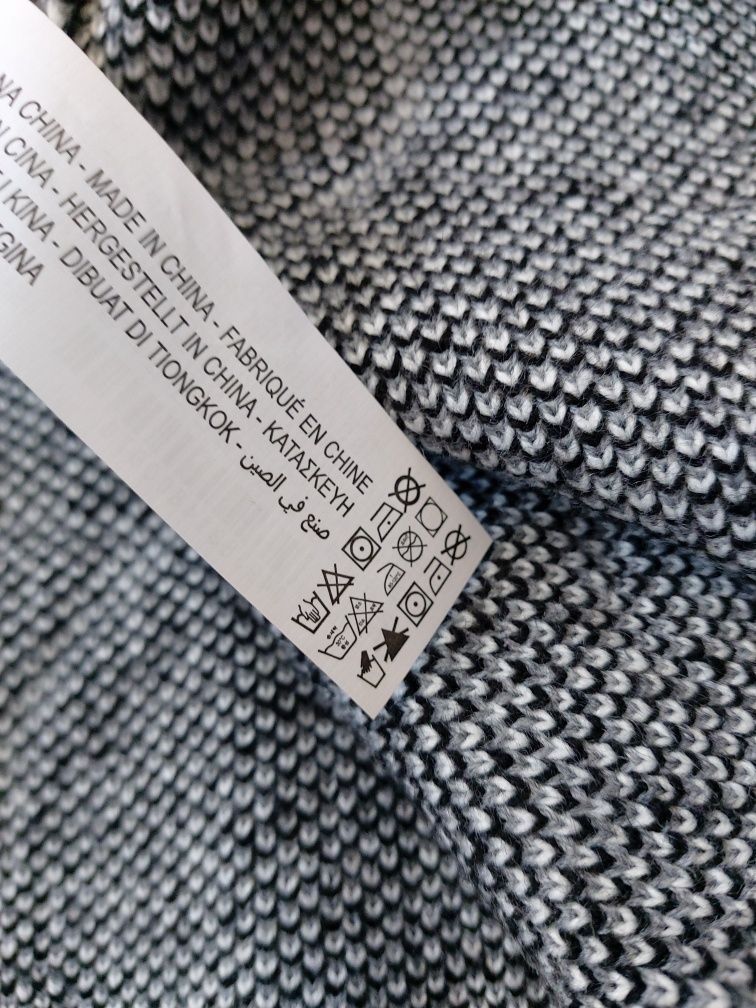 NA CHINA - MADE IN CHINA - FABRIQUÉ EN CHINE
CINA - HERGESTELLT IN CHINA - ΚΑΤΑΣΚΕΥΗ
KINA - DIBUAT DI TIONGKOK - صنع في الصين
30°C